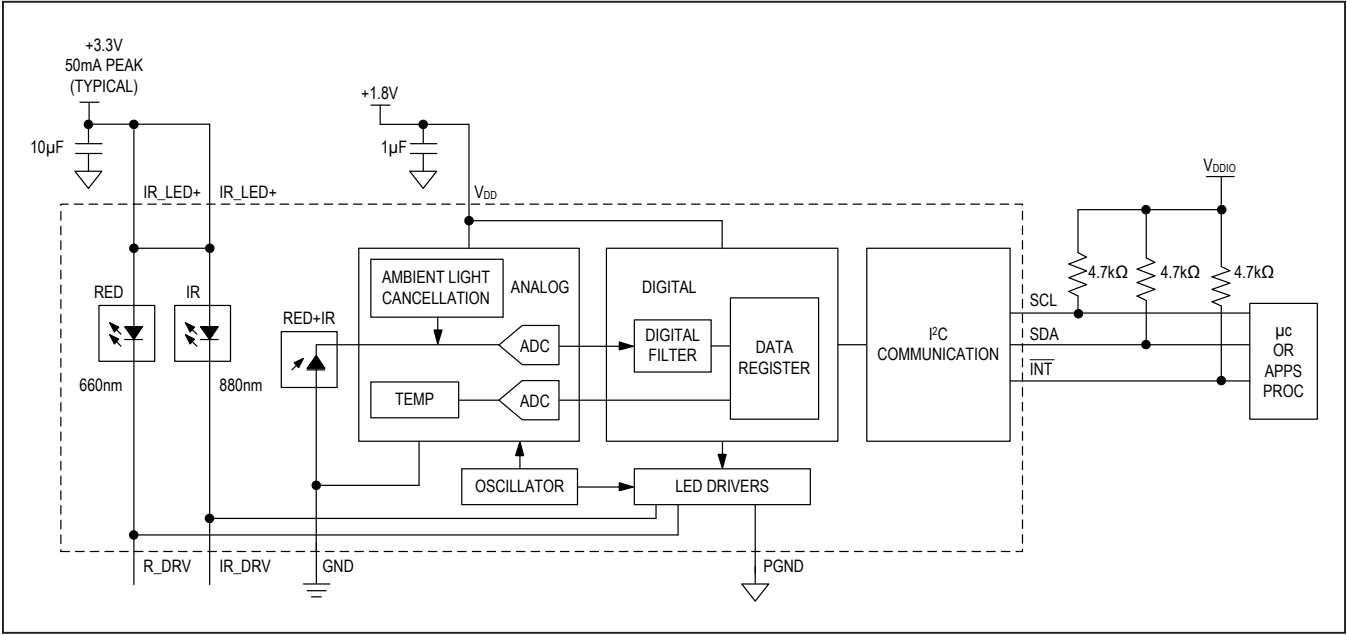 +3.3V
50mA PEAK
(TYPICAL)
+1.8V
10µF
1µF
VDDIO
IR_LED+
IR_LED+
VDD
4.7kΩ
4.7kΩ
4.7kΩ
AMBIENT LIGHT
CANCELLATION
ANALOG
DIGITAL
RED
IR
RED+IR
SCL
SDA
INT
ADC
DIGITAL
FILTER
DATA
REGISTER
I²C
COMMUNICATION
µc
OR
APPS
PROC
660nm
880nm
TEMP
ADC
OSCILLATOR
LED DRIVERS
R_DRV
IR_DRV
GND
PGND